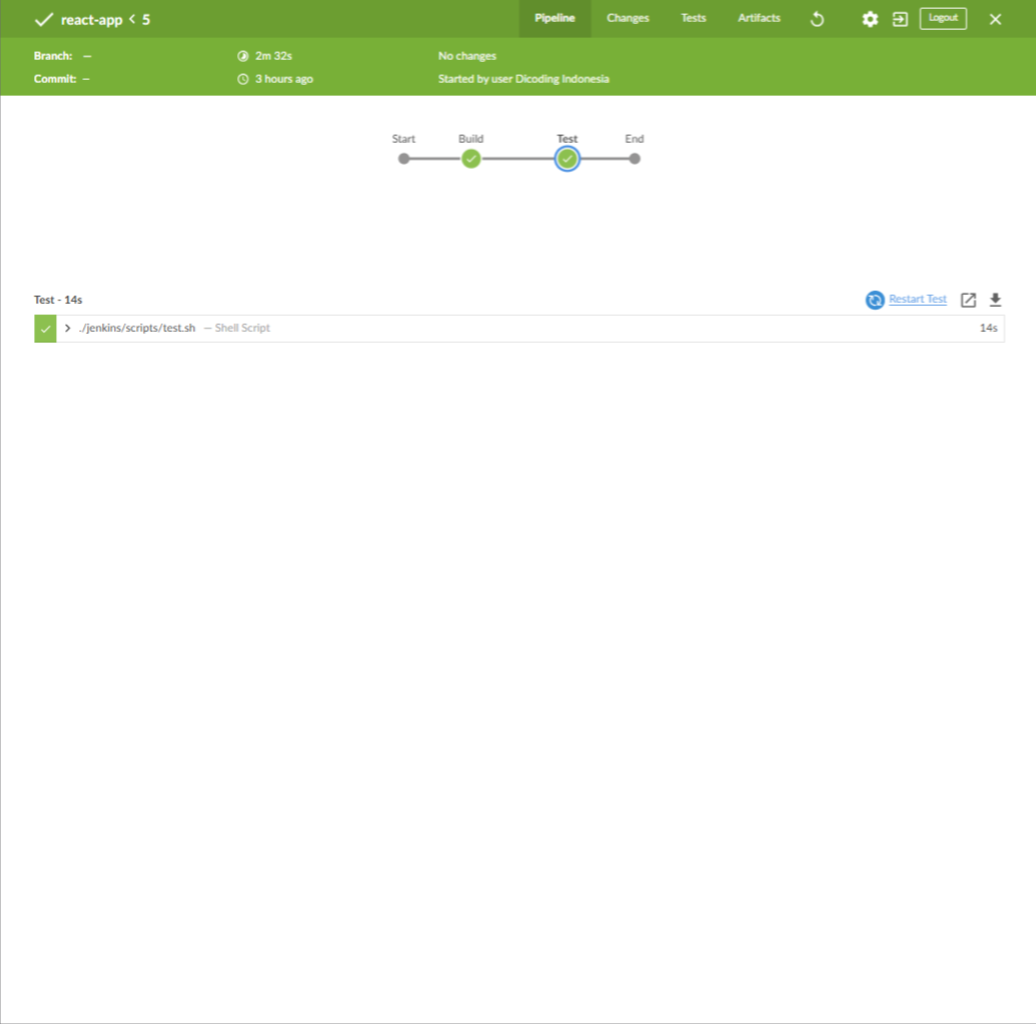 react-app < 5
Pipeline
Changes
Tests
Artifacts
Logout
Branch: —
2m 32s
No changes
Commit: —
3 hours ago
Started by user Dicoding Indonesia
Start
Build
Test
End
Test - 14s
Restart Test
./jenkins/scripts/test.sh — Shell Script
14s